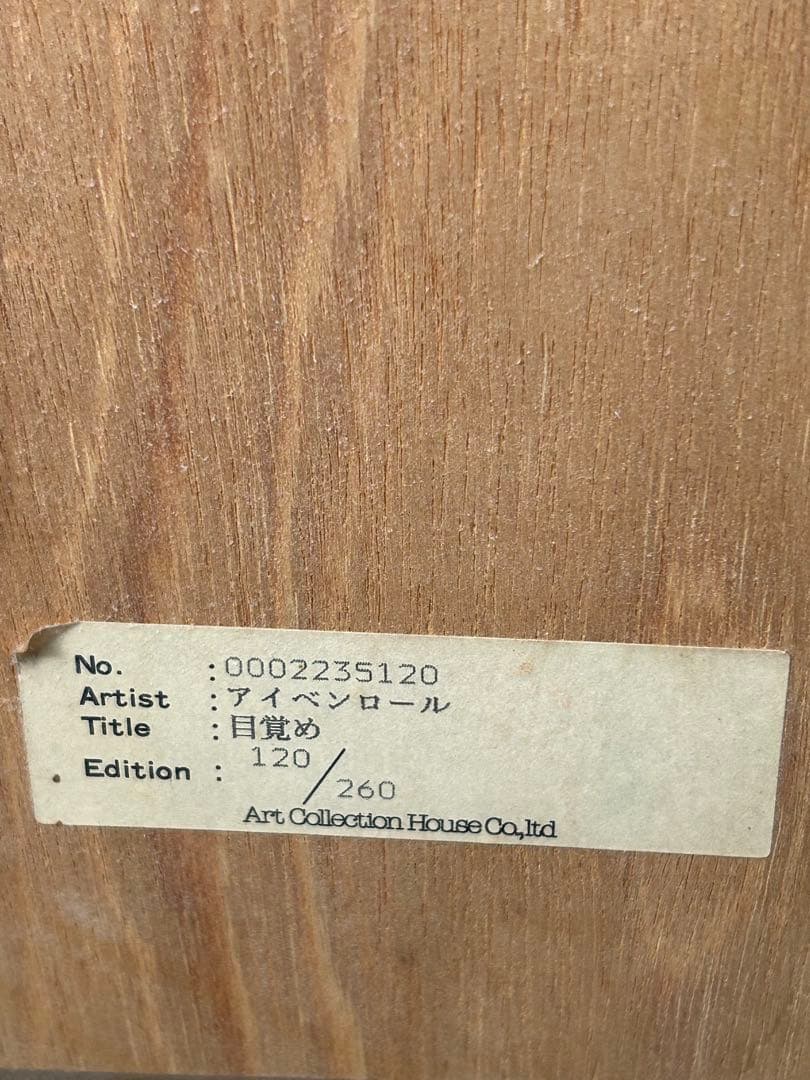 No. :0002235120
Artist :アイベンロール
Title :目覚め
Edition : 120/260
Art Collection House Co.,ltd